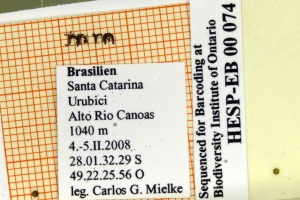 mm mm
Brasilien
Santa Catarina
Urubici
Alto Rio Canoas
1040 m
4.-5.II.2008
28.01.32.29 S
49.22.25.56 O
leg. Carlos G. Mielke
Sequenced for Barcoding at
Biodiversity Institute of Ontario
HESP-EB 00 074